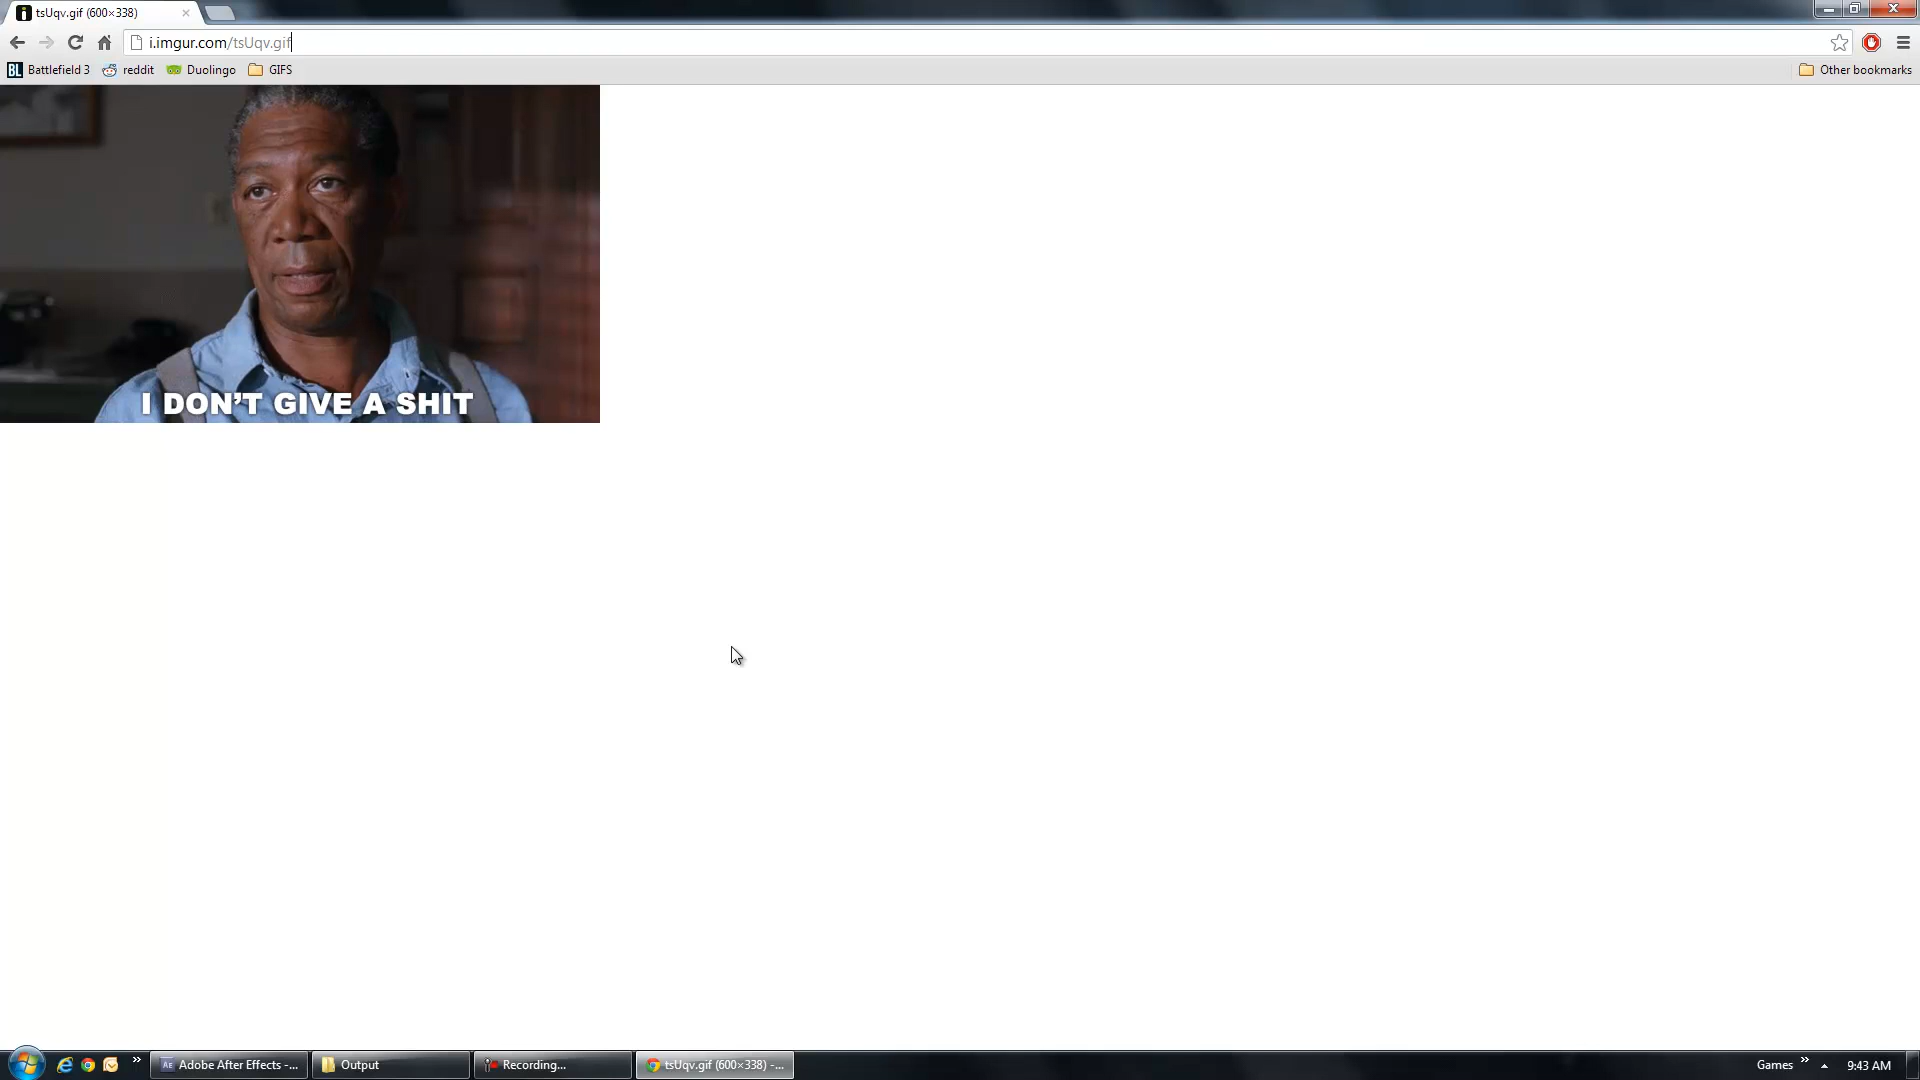 tsUqv.gif (600×338)
i.imgur.com/tsUqv.gif
BL Battlefield 3 reddit Duolingo GIFS Other bookmarks
I DON'T GIVE A SHIT
Adobe After Effects -... Output Recording... tsUqv.gif (600×338) -... Games 9:43 AM